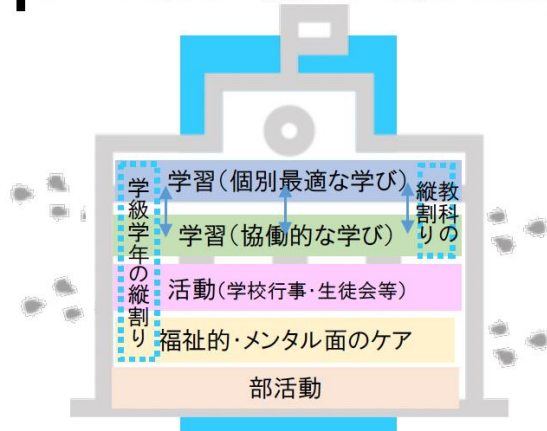 学習(個別最適な学び)
学習(協働的な学び)
活動(学校行事・生徒会等)
福祉的・メンタル面のケア
部活動
学級学年の縦割り
教科の
縦割り